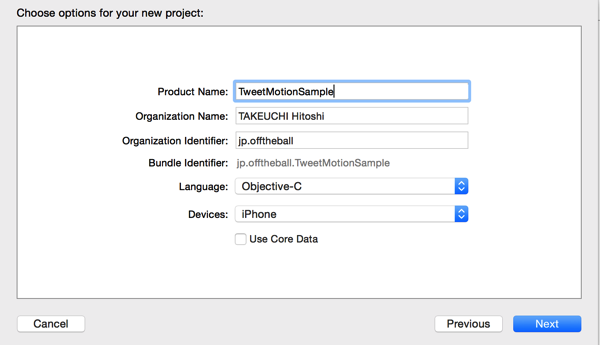 Choose options for your new project:
Product Name: TweetMotionSample
Organization Name: TAKEUCHI Hitoshi
Organization Identifier: jp.offtheball
Bundle Identifier: jp.offtheball.TweetMotionSample
Language: Objective-C
Devices: iPhone
Use Core Data
Cancel Previous Next